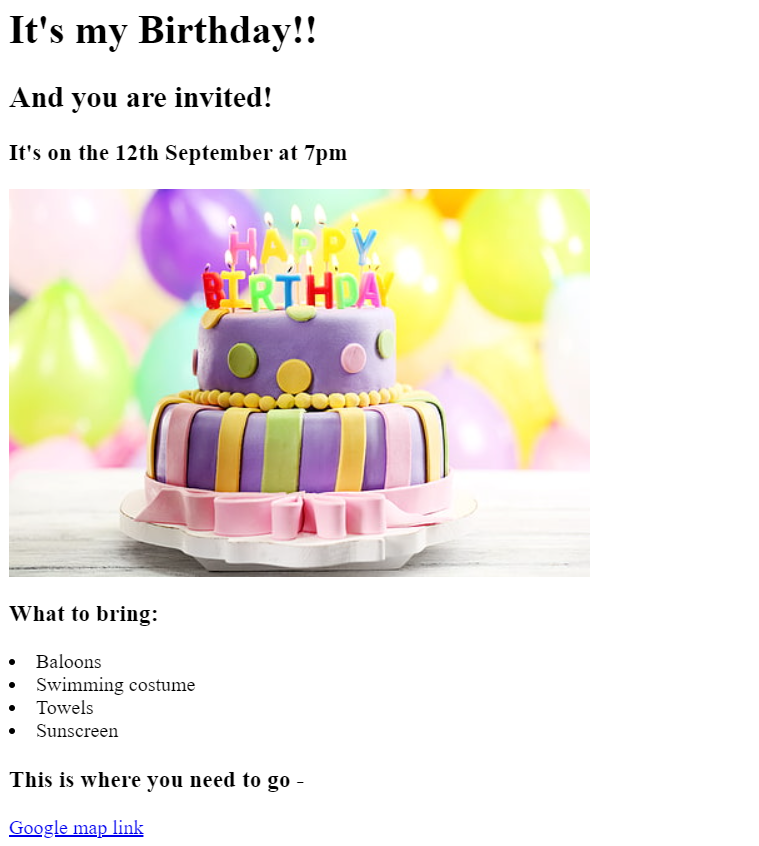 It's my Birthday!!
And you are invited!
It's on the 12th September at 7pm
HAPPY
BIRTHDAY
What to bring:
Baloons
Swimming costume
Towels
Sunscreen
This is where you need to go -
Google map link